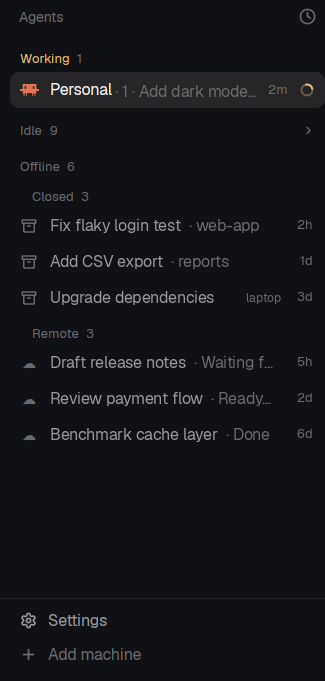 Agents
Working 1
Personal · 1 · Add dark mode... 2m
Idle 9
Offline 6
Closed 3
Fix flaky login test · web-app 2h
Add CSV export · reports 1d
Upgrade dependencies laptop 3d
Remote 3
Draft release notes · Waiting f... 5h
Review payment flow · Ready... 2d
Benchmark cache layer · Done 6d
Settings
Add machine